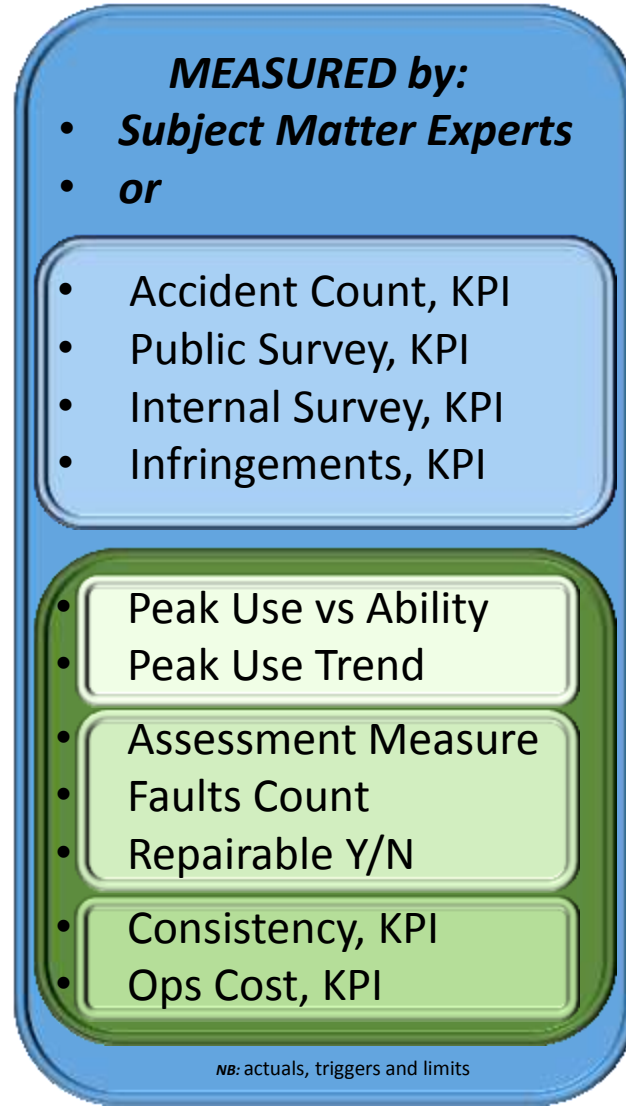 MEASURED by:
• Subject Matter Experts
• or
• Accident Count, KPI
• Public Survey, KPI
• Internal Survey, KPI
• Infringements, KPI
• Peak Use vs Ability
• Peak Use Trend
• Assessment Measure
• Faults Count
• Repairable Y/N
• Consistency, KPI
• Ops Cost, KPI
NB: actuals, triggers and limits